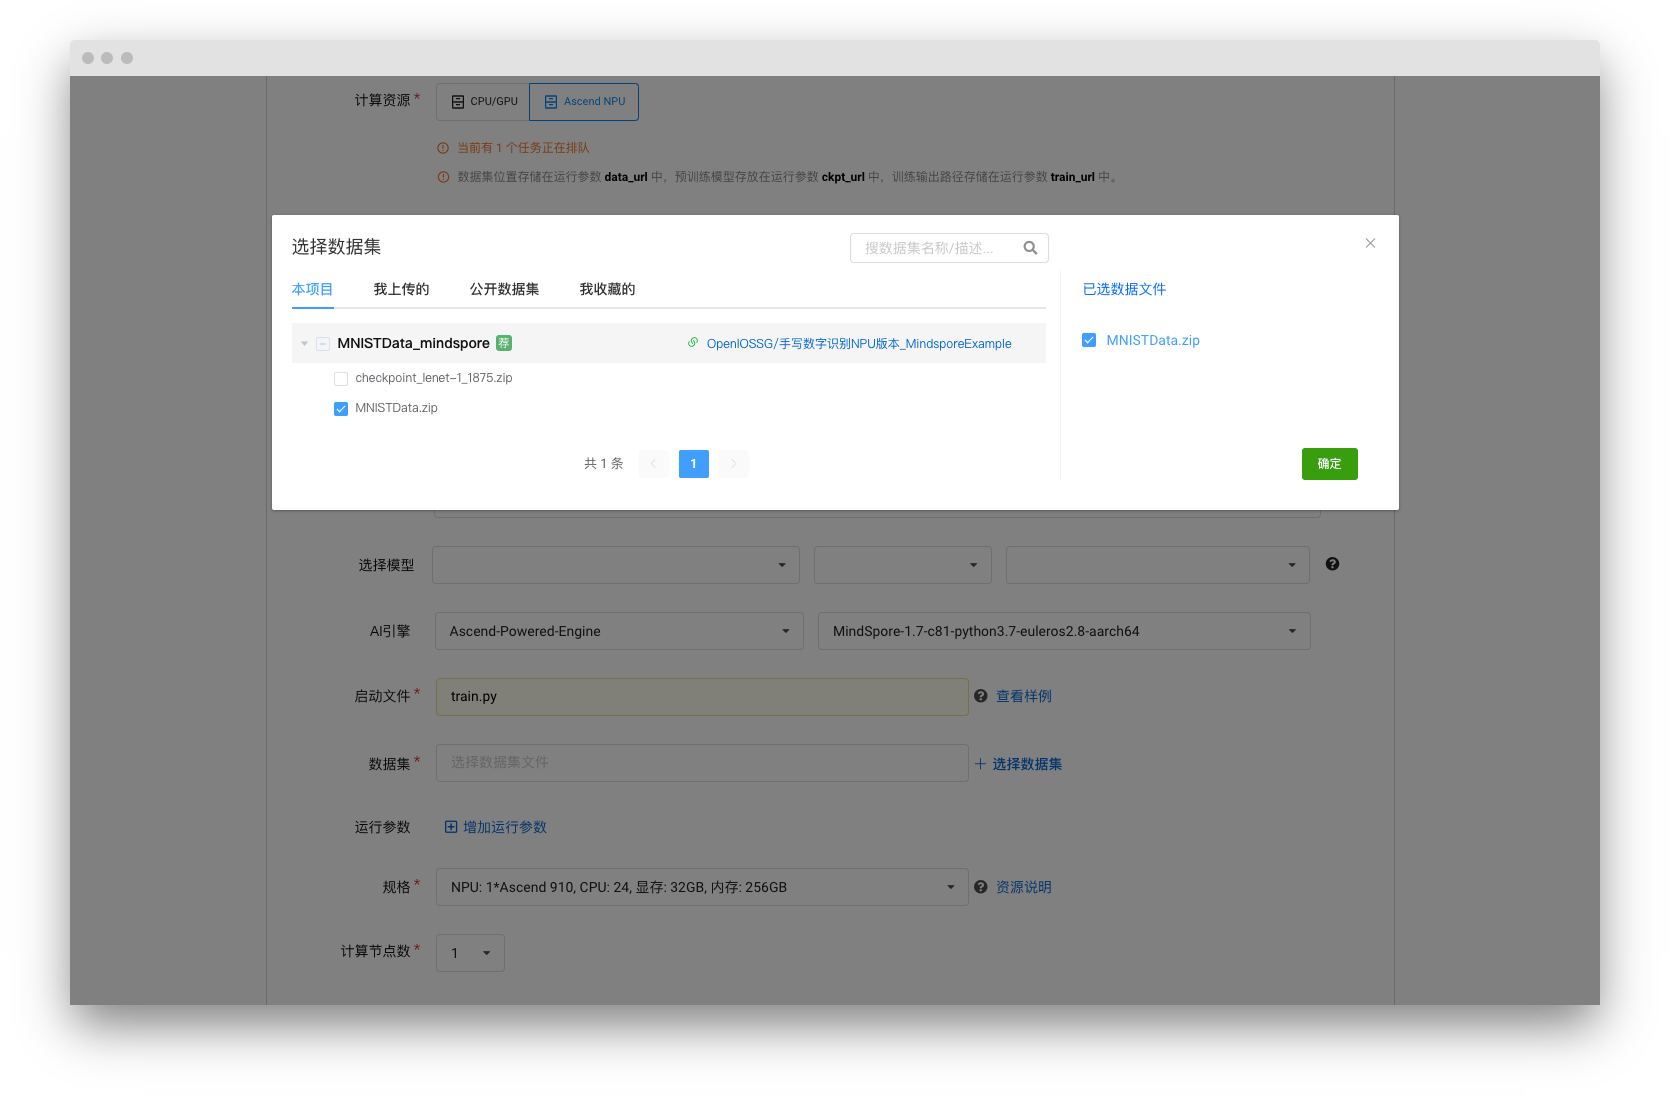 计算资源 * CPU/GPU Ascend NPU
当前有 1 个任务正在排队
数据集位置存储在运行参数 data_url 中，预训练模型存放在运行参数 ckpt_url 中，训练输出路径存储在运行参数 train_url 中。
选择数据集 搜数据集名称/描述...
本项目 我上传的 公开数据集 我收藏的 已选数据文件
MNISTData_mindspore 荐 OpenIOSSG/手写数字识别NPU版本_MindsporeExample MNISTData.zip
checkpoint_lenet-1_1875.zip
MNISTData.zip
共 1 条 1 确定
选择模型
AI引擎 Ascend-Powered-Engine MindSpore-1.7-c81-python3.7-euleros2.8-aarch64
启动文件 * train.py 查看样例
数据集 * 选择数据集文件 选择数据集
运行参数 增加运行参数
规格 * NPU: 1*Ascend 910, CPU: 24, 显存: 32GB, 内存: 256GB 资源说明
计算节点数 * 1